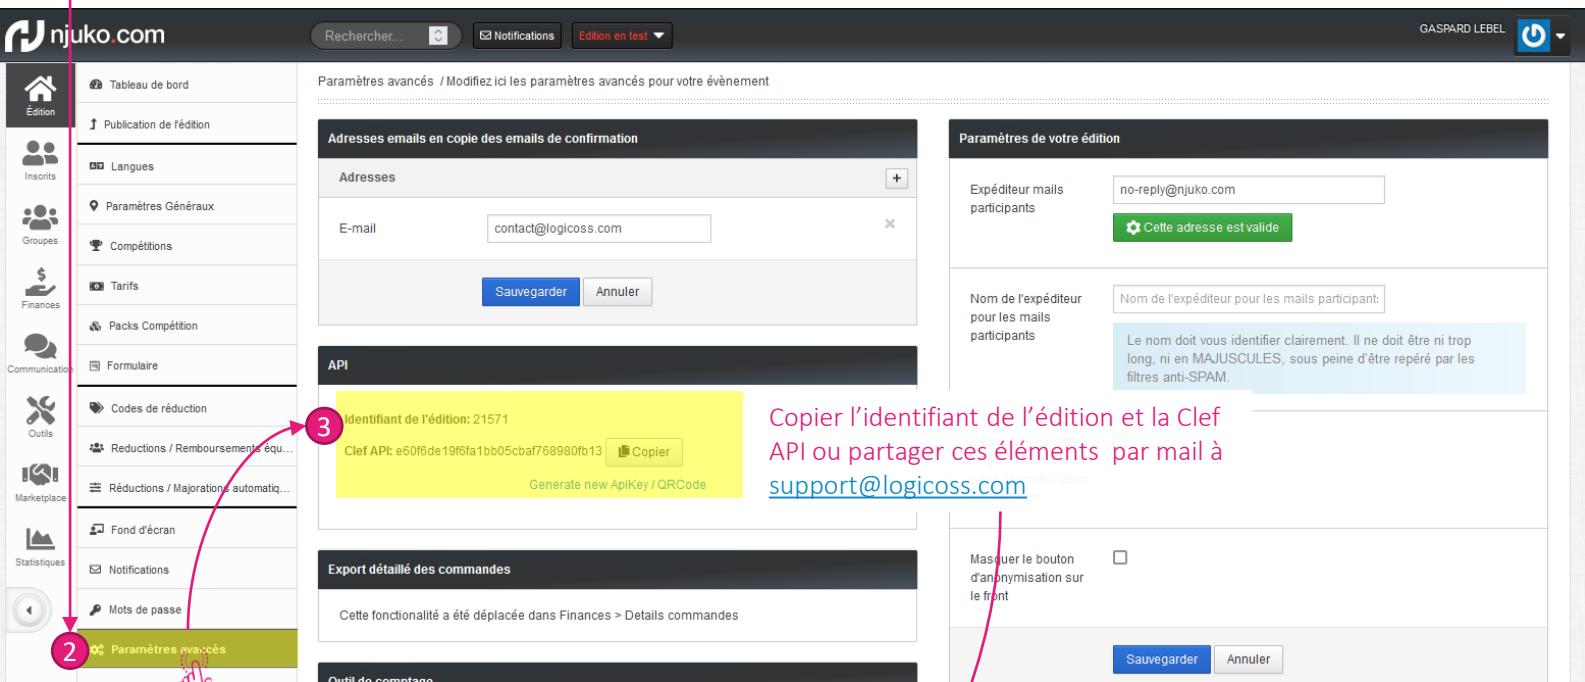 njuko.com
Rechercher...
Notifications
Edition en test
GASPARD LEBEL
Édition
Inscrits
Groupes
Finances
Communication
Outils
Marketplace
Statistiques
Tableau de bord
Publication de l'édition
Langues
Paramètres Généraux
Compétitions
Tarifs
Packs Compétition
Formulaire
Codes de réduction
Reductions / Remboursements équ...
Réductions / Majorations automatiq...
Fond d'écran
Notifications
Mots de passe
2
Paramètres avancés
Paramètres avancés / Modifiez ici les paramètres avancés pour votre évènement
Adresses emails en copie des emails de confirmation
Adresses
+
E-mail
contact@logicoss.com
Sauvegarder
Annuler
API
3
Identifiant de l'édition: 21571
Clef API: e60f6de19f6fa1bb05cbaf768980fb13
Copier
Generate new ApiKey / QRCode
Export détaillé des commandes
Cette fonctionalité a été déplacée dans Finances > Details commandes
Outil de comptage
Paramètres de votre édition
Expéditeur mails
participants
no-reply@njuko.com
Cette adresse est valide
Nom de l'expéditeur
pour les mails
participants
Nom de l'expéditeur pour les mails participants
Le nom doit vous identifier clairement. Il ne doit être ni trop
long, ni en MAJUSCULES, sous peine d'être repéré par les
filtres anti-SPAM.
Copier l'identifiant de l'édition et la Clef
API ou partager ces éléments par mail à
support@logicoss.com
Masquer le bouton
d'anonymisation sur
le front
Sauvegarder
Annuler